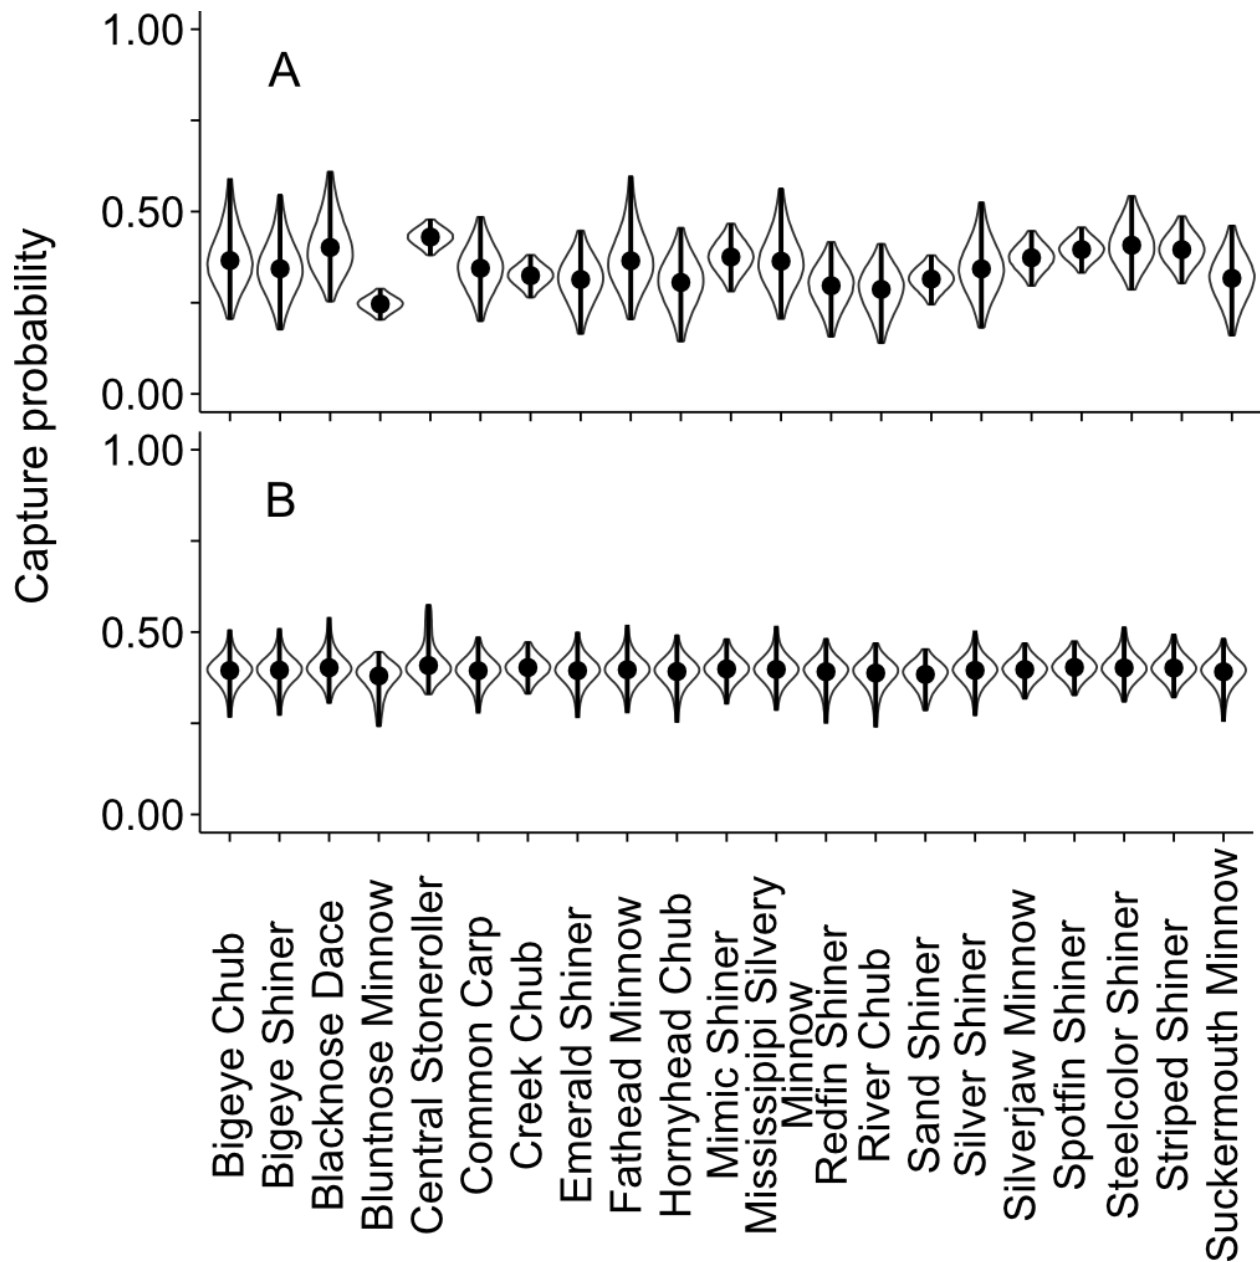 Capture probability
1.00
A
0.50
0.00
1.00
B
0.50
0.00
Bigeye Chub
Bigeye Shiner
Blacknose Dace
Bluntnose Minnow
Central Stoneroller
Common Carp
Creek Chub
Emerald Shiner
Fathead Minnow
Hornyhead Chub
Mimic Shiner
Mississipipi Silvery
Minnow
Redfin Shiner
River Chub
Sand Shiner
Silver Shiner
Silverjaw Minnow
Spotfin Shiner
Steelcolor Shiner
Striped Shiner
Suckermouth Minnow